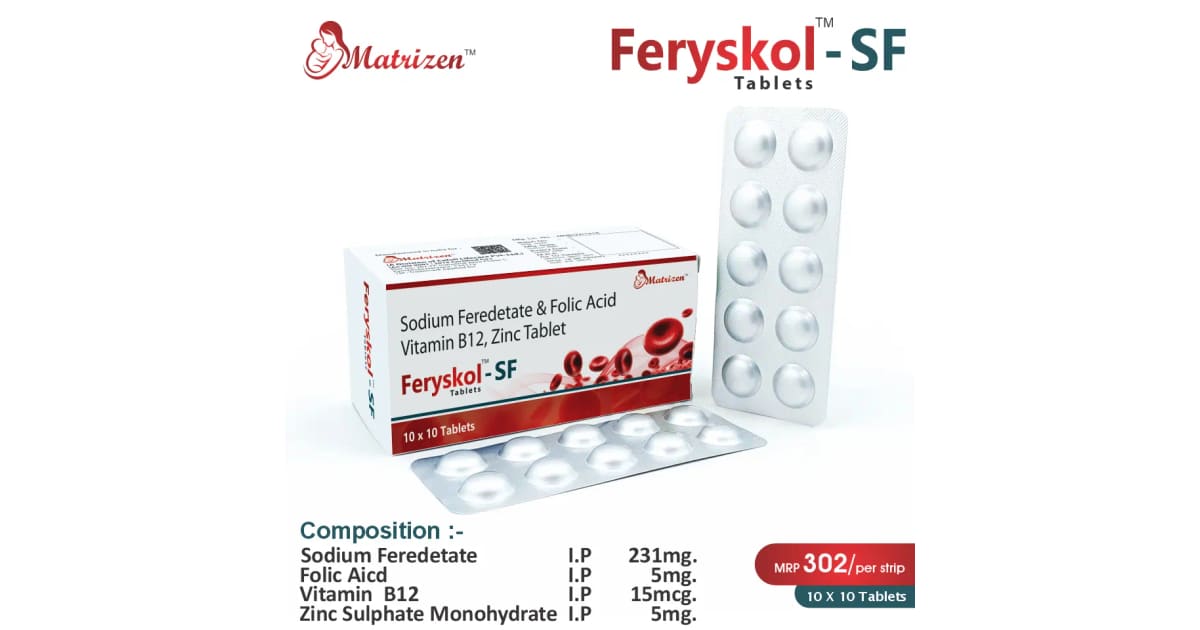 Matrizen™
Feryskol™-SF
Tablets
Matrizen
Matrizen™
Sodium Feredetate & Folic Acid
Vitamin B12, Zinc Tablet
Feryskol™-SF
Tablets
10 x 10 Tablets
Feryskol™-SF
Composition :-
Sodium Feredetate I.P 231mg.
Folic Aicd I.P 5mg.
Vitamin B12 I.P 15mcg.
Zinc Sulphate Monohydrate I.P 5mg.
MRP 302/per strip
10 X 10 Tablets